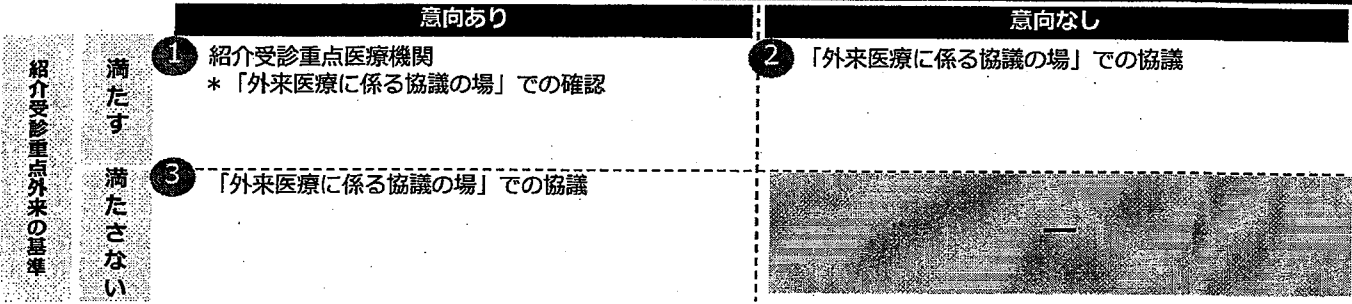 意向あり
意向なし
紹介受診重点外来の基準
満たす
1 紹介受診重点医療機関
＊「外来医療に係る協議の場」での確認
2 「外来医療に係る協議の場」での協議
満たさない
3 「外来医療に係る協議の場」での協議
ー